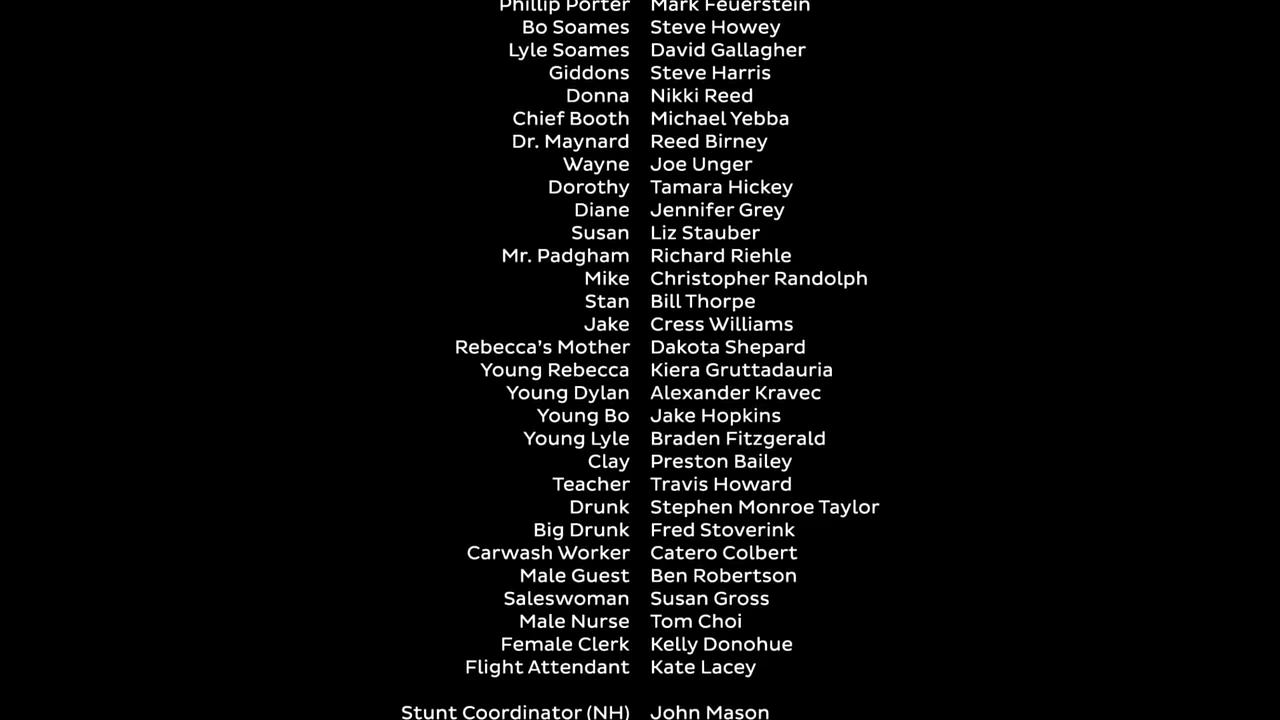 Phillip Porter Mark Feuerstein
Bo Soames Steve Howey
Lyle Soames David Gallagher
Giddons Steve Harris
Donna Nikki Reed
Chief Booth Michael Yebba
Dr. Maynard Reed Birney
Wayne Joe Unger
Dorothy Tamara Hickey
Diane Jennifer Grey
Susan Liz Stauber
Mr. Padgham Richard Riehle
Mike Christopher Randolph
Stan Bill Thorpe
Jake Cress Williams
Rebecca's Mother Dakota Shepard
Young Rebecca Kiera Gruttadauria
Young Dylan Alexander Kravec
Young Bo Jake Hopkins
Young Lyle Braden Fitzgerald
Clay Preston Bailey
Teacher Travis Howard
Drunk Stephen Monroe Taylor
Big Drunk Fred Stoverink
Carwash Worker Catero Colbert
Male Guest Ben Robertson
Saleswoman Susan Gross
Male Nurse Tom Choi
Female Clerk Kelly Donohue
Flight Attendant Kate Lacey
Stunt Coordinator (NH) John Mason